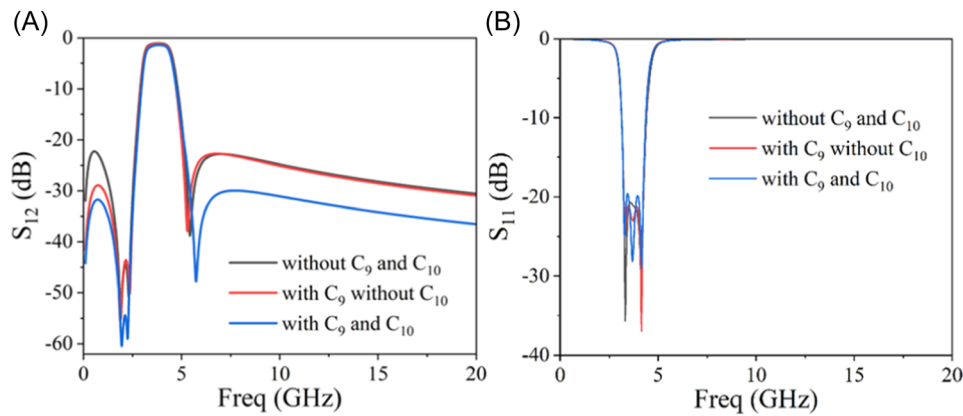 (A)
S12 (dB)
0
-10
-20
-30
-40
-50
-60
without C9 and C10
with C9 without C10
with C9 and C10
0
5
10
15
20
Freq (GHz)
(B)
S11 (dB)
0
-10
-20
-30
-40
without C9 and C10
with C9 without C10
with C9 and C10
0
5
10
15
20
Freq (GHz)